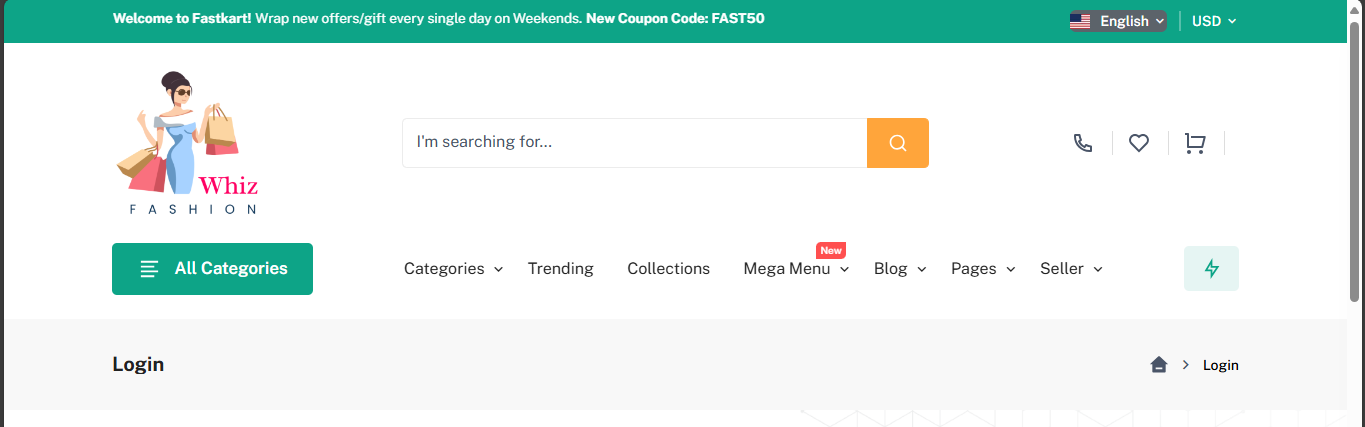 Welcome to Fastkart! Wrap new offers/gift every single day on Weekends. New Coupon Code: FAST50
English
USD
Whiz
FASHION
I'm searching for...
All Categories
Categories
Trending
Collections
Mega Menu
New
Blog
Pages
Seller
Login
Login